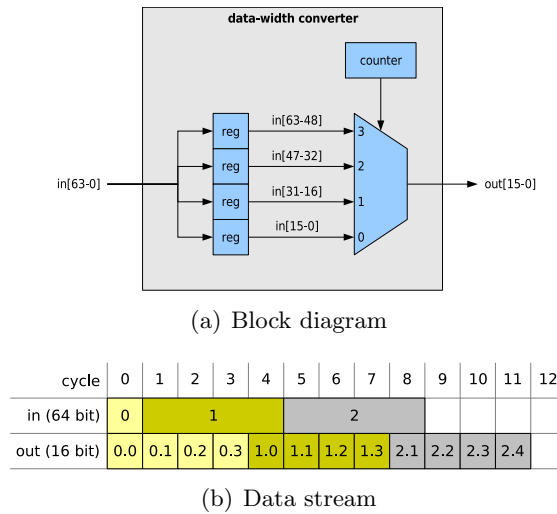 data-width converter
counter
reg
in[63-48]
3
reg
in[47-32]
2
in[63-0]
out[15-0]
reg
in[31-16]
1
reg
in[15-0]
0
(a) Block diagram
cycle 0 1 2 3 4 5 6 7 8 9 10 11 12
in (64 bit) 0 1 2
out (16 bit) 0.0 0.1 0.2 0.3 1.0 1.1 1.2 1.3 2.1 2.2 2.3 2.4
(b) Data stream